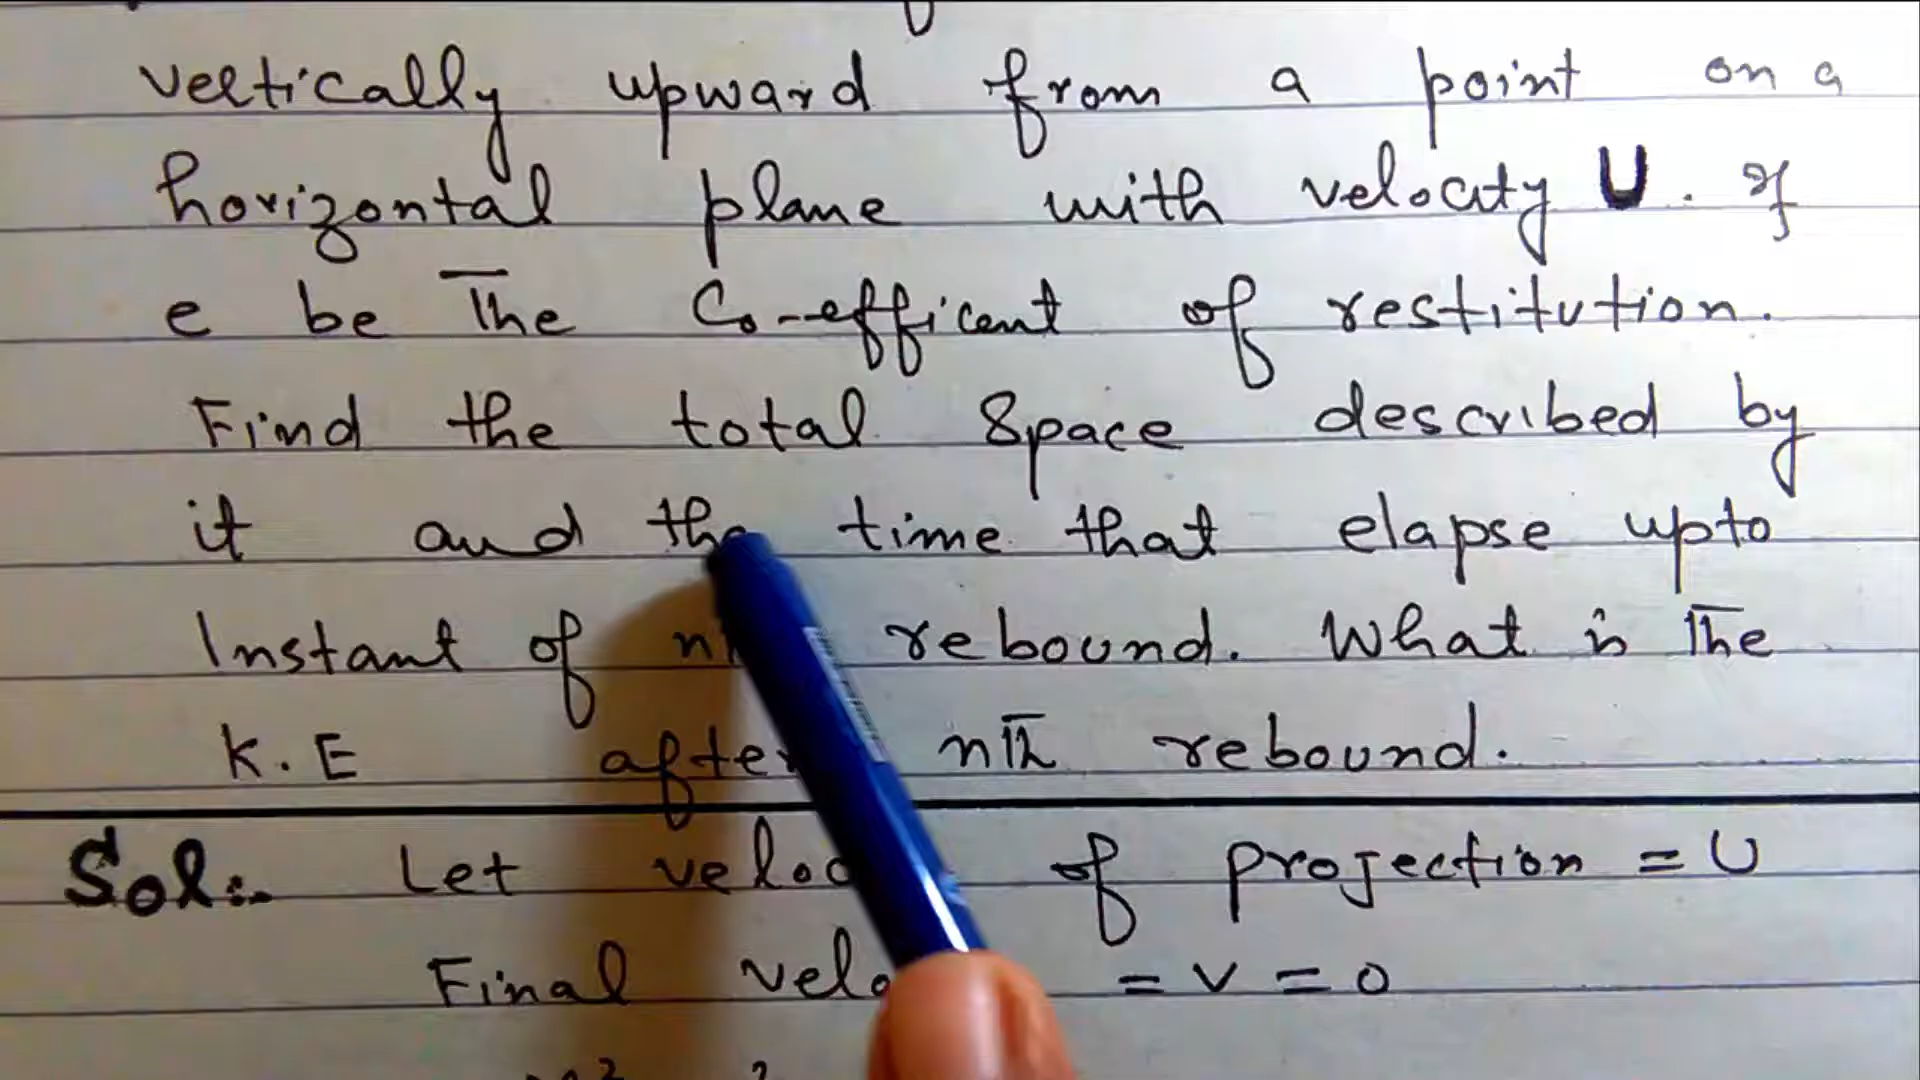 vertically upward from a point on a
horizontal plane with velocity U. If
e be the Co-efficent of restitution.
Find the total Space described by
it and the time that elapse upto
Instant of rebound. What is the
K.E after nth rebound.
Sol:- Let of projection = U
Final = v = 0